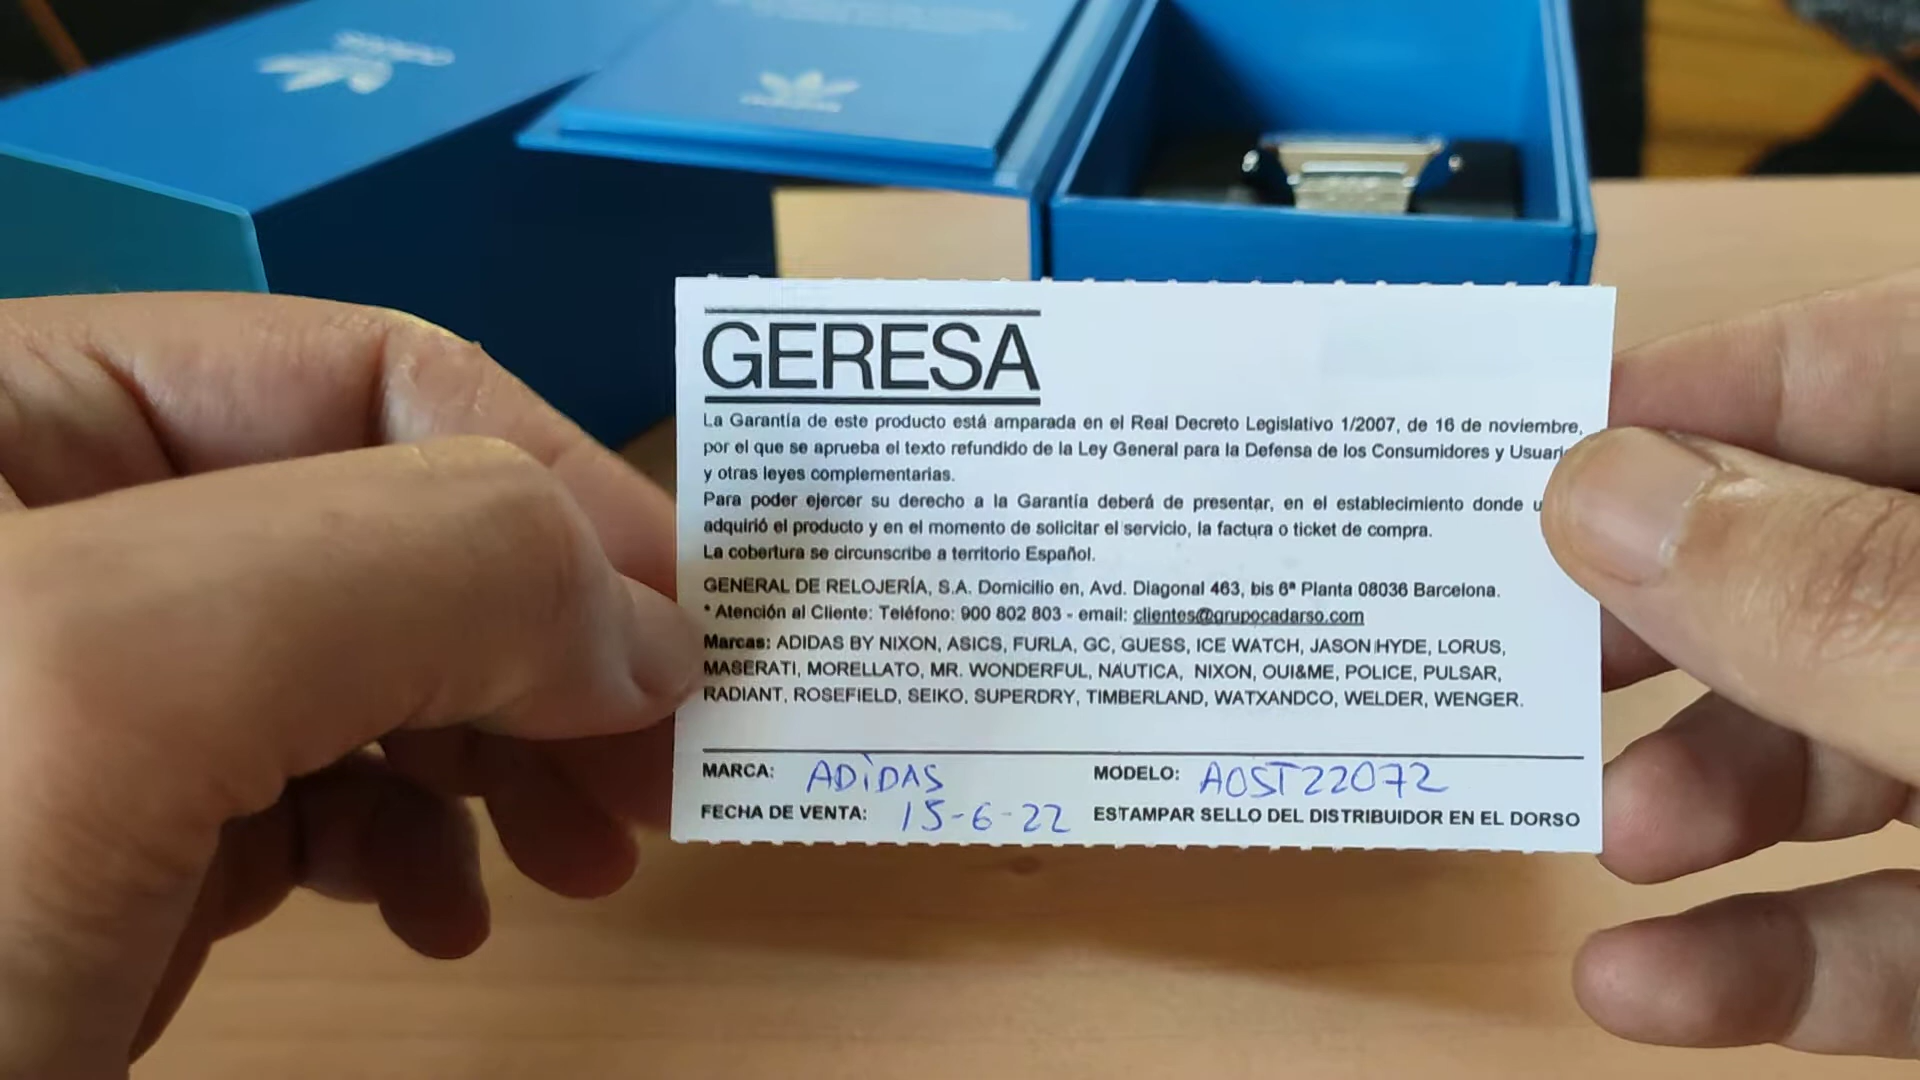 adidas
GERESA
La Garantía de este producto está amparada en el Real Decreto Legislativo 1/2007, de 16 de noviembre,
por el que se aprueba el texto refundido de la Ley General para la Defensa de los Consumidores y
y otras leyes complementarias.
Para poder ejercer su derecho a la Garantía deberá de presentar, en el establecimiento donde
adquirió el producto y en el momento de solicitar el servicio, la factura o ticket de compra.
La cobertura se circunscribe a territorio Español.
GENERAL DE RELOJERÍA, S.A. Domicilio en, Avd. Diagonal 463, bis 6ª Planta 08036 Barcelona.
* Atención al Cliente: Teléfono: 900 802 803 - email: clientes@grupocadarso.com
Marcas: ADIDAS BY NIXON, ASICS, FURLA, GC, GUESS, ICE WATCH, JASON HYDE, LORUS,
MASERATI, MORELLATO, MR. WONDERFUL, NÁUTICA, NIXON, OUI&ME, POLICE, PULSAR,
RADIANT, ROSEFIELD, SEIKO, SUPERDRY, TIMBERLAND, WATXANDCO, WELDER, WENGER.
MARCA: ADiDAS MODELO: AOST22072
FECHA DE VENTA: 15-6-22 ESTAMPAR SELLO DEL DISTRIBUIDOR EN EL DORSO